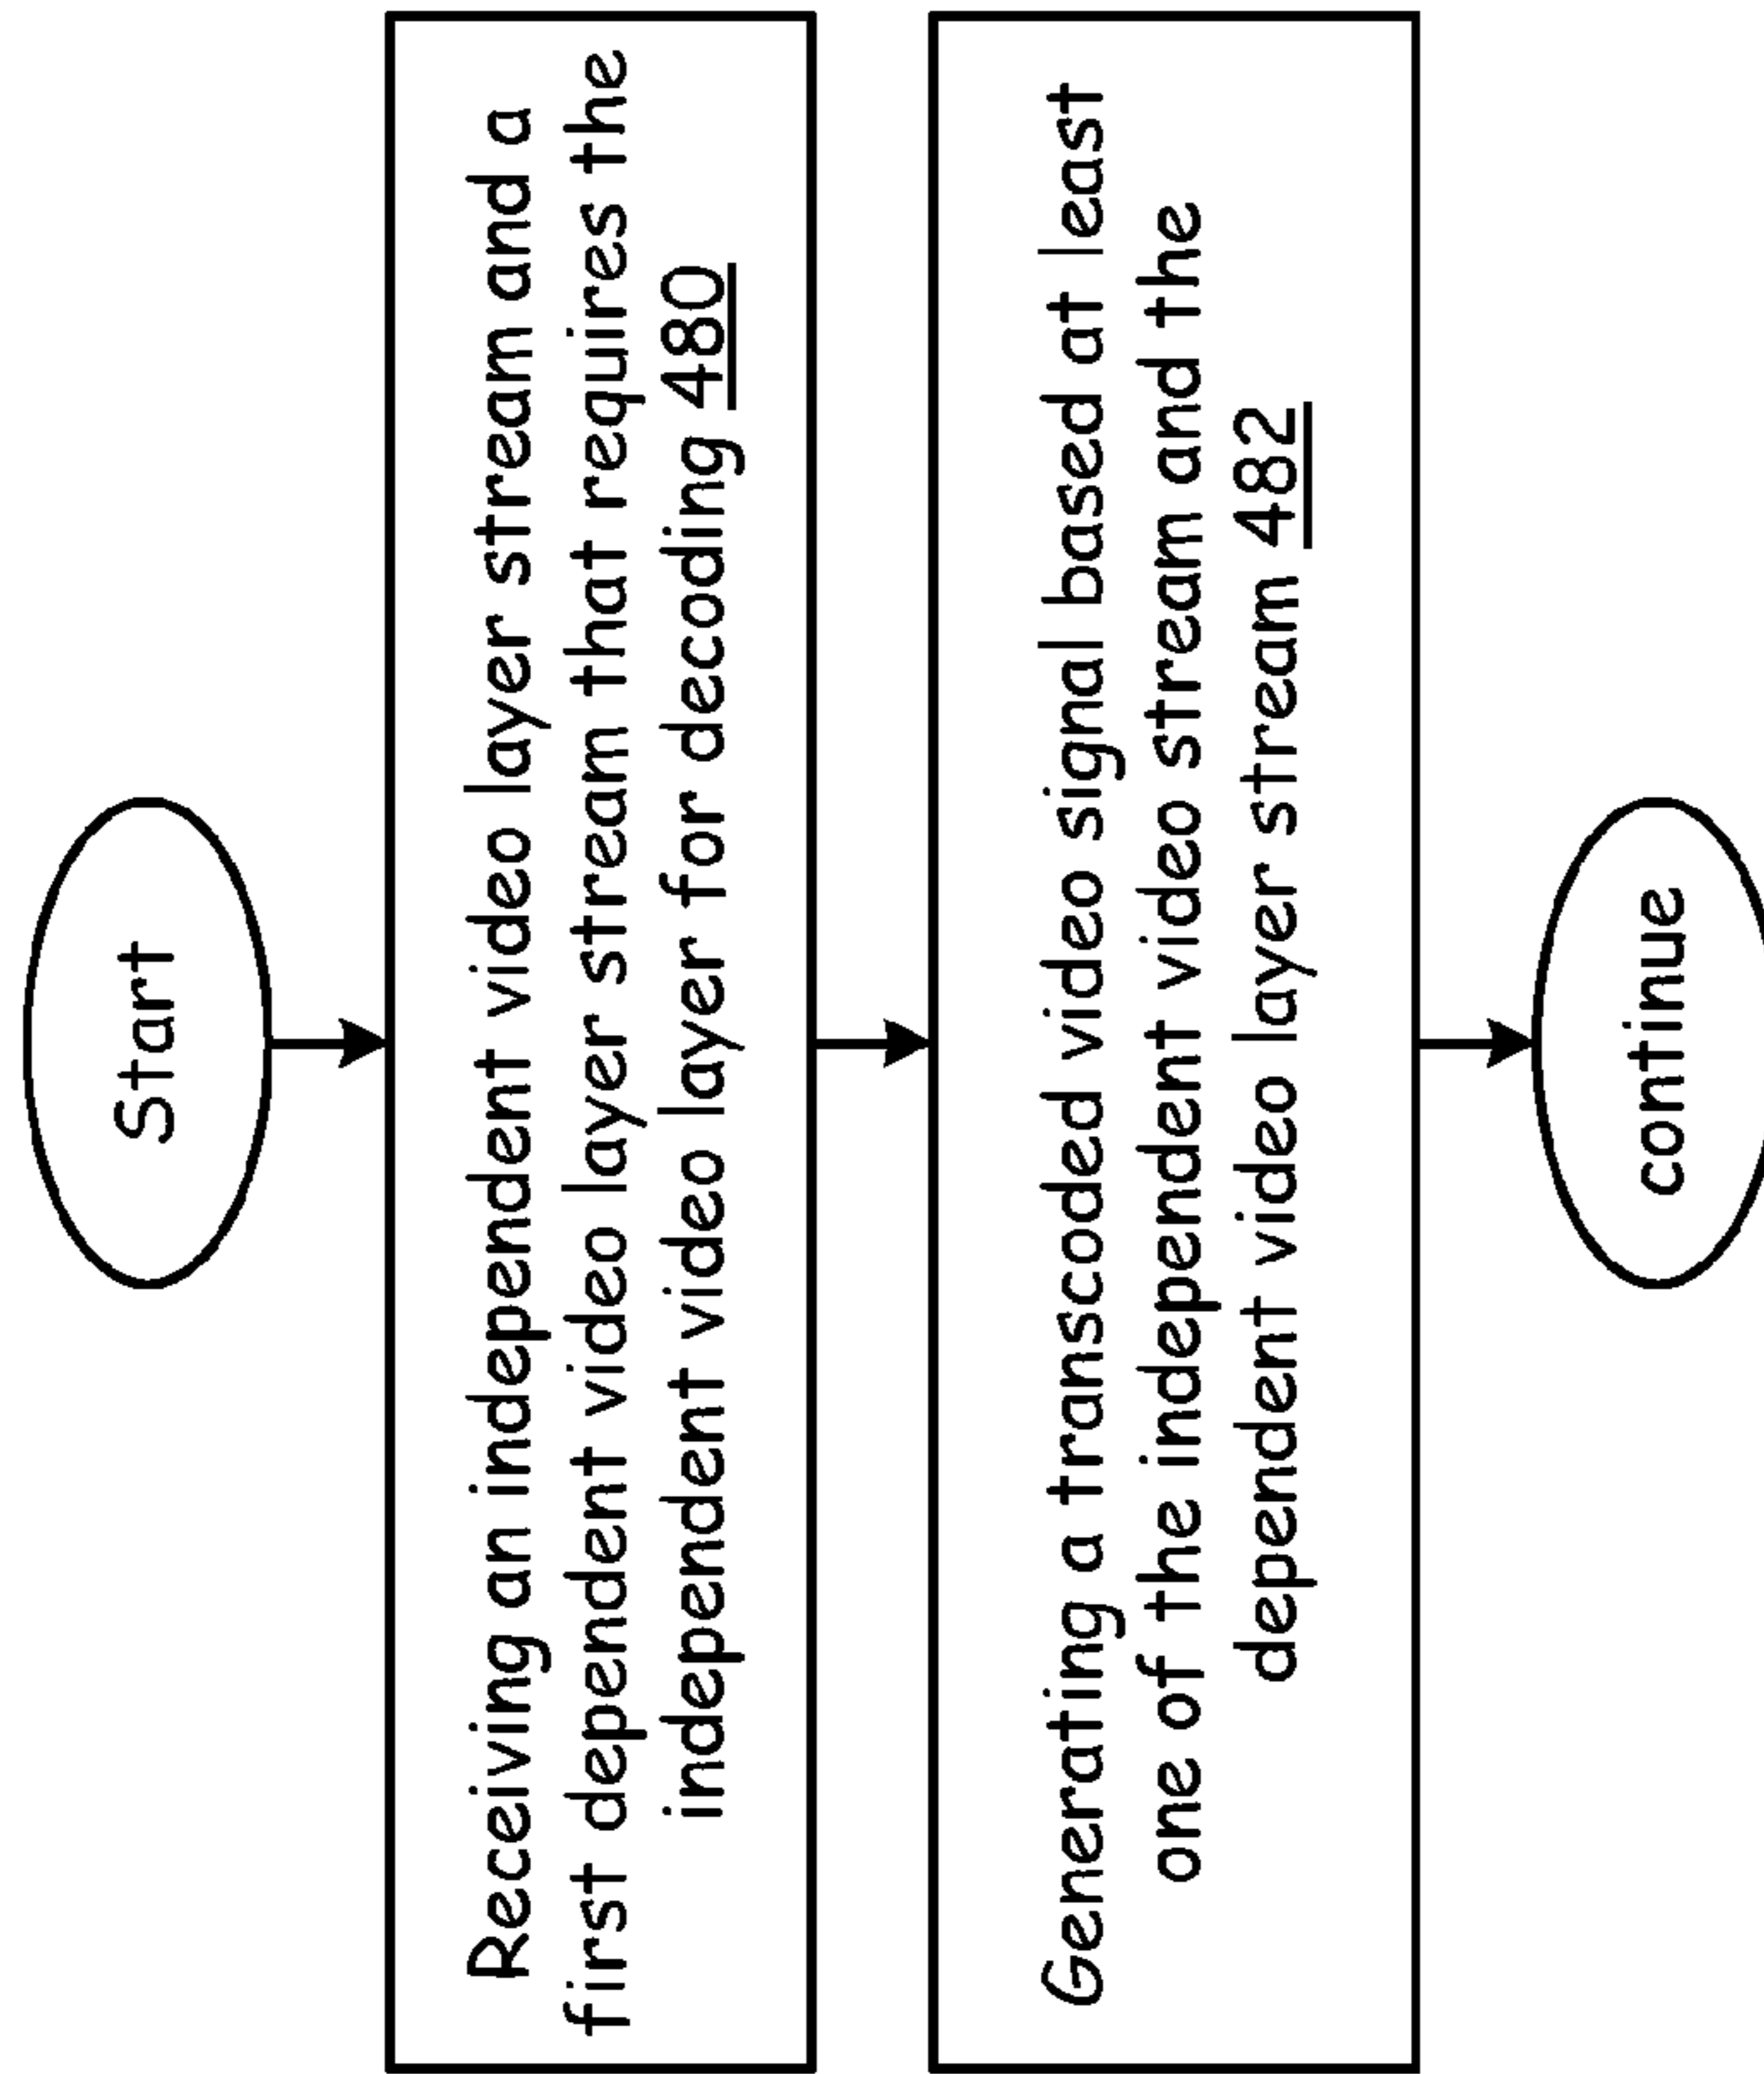 Start
Receiving an independent video layer stream and a
first dependent video layer stream that requires the
independent video layer for decoding 480
Generating a transcoded video signal based at least
one of the independent video stream and the
dependent video layer stream 482
continue